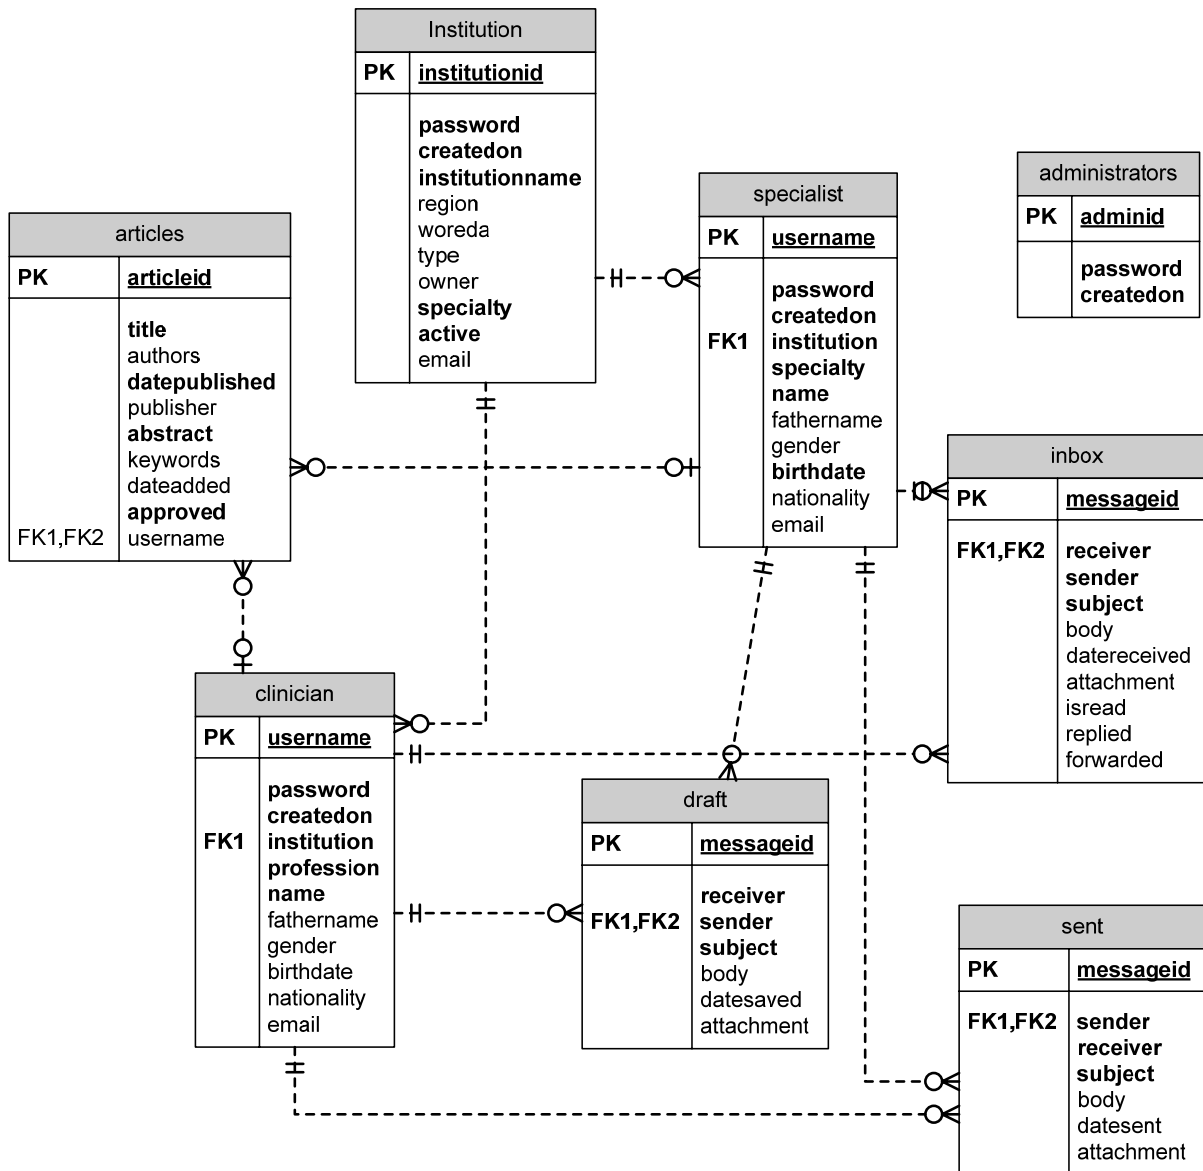 Institution
PK institutionid
password
createdon
institutionname
region
woreda
type
owner
specialty
active
email
specialist
PK username
password
createdon
FK1 institution
specialty
name
fathername
gender
birthdate
nationality
email
administrators
PK adminid
password
createdon
articles
PK articleid
title
authors
datepublished
publisher
abstract
keywords
dateadded
approved
FK1,FK2 username
inbox
PK messageid
FK1,FK2 receiver
sender
subject
body
datereceived
attachment
isread
replied
forwarded
clinician
PK username
password
createdon
FK1 institution
profession
name
fathername
gender
birthdate
nationality
email
draft
PK messageid
receiver
FK1,FK2 sender
subject
body
datesaved
attachment
sent
PK messageid
FK1,FK2 sender
receiver
subject
body
datesent
attachment